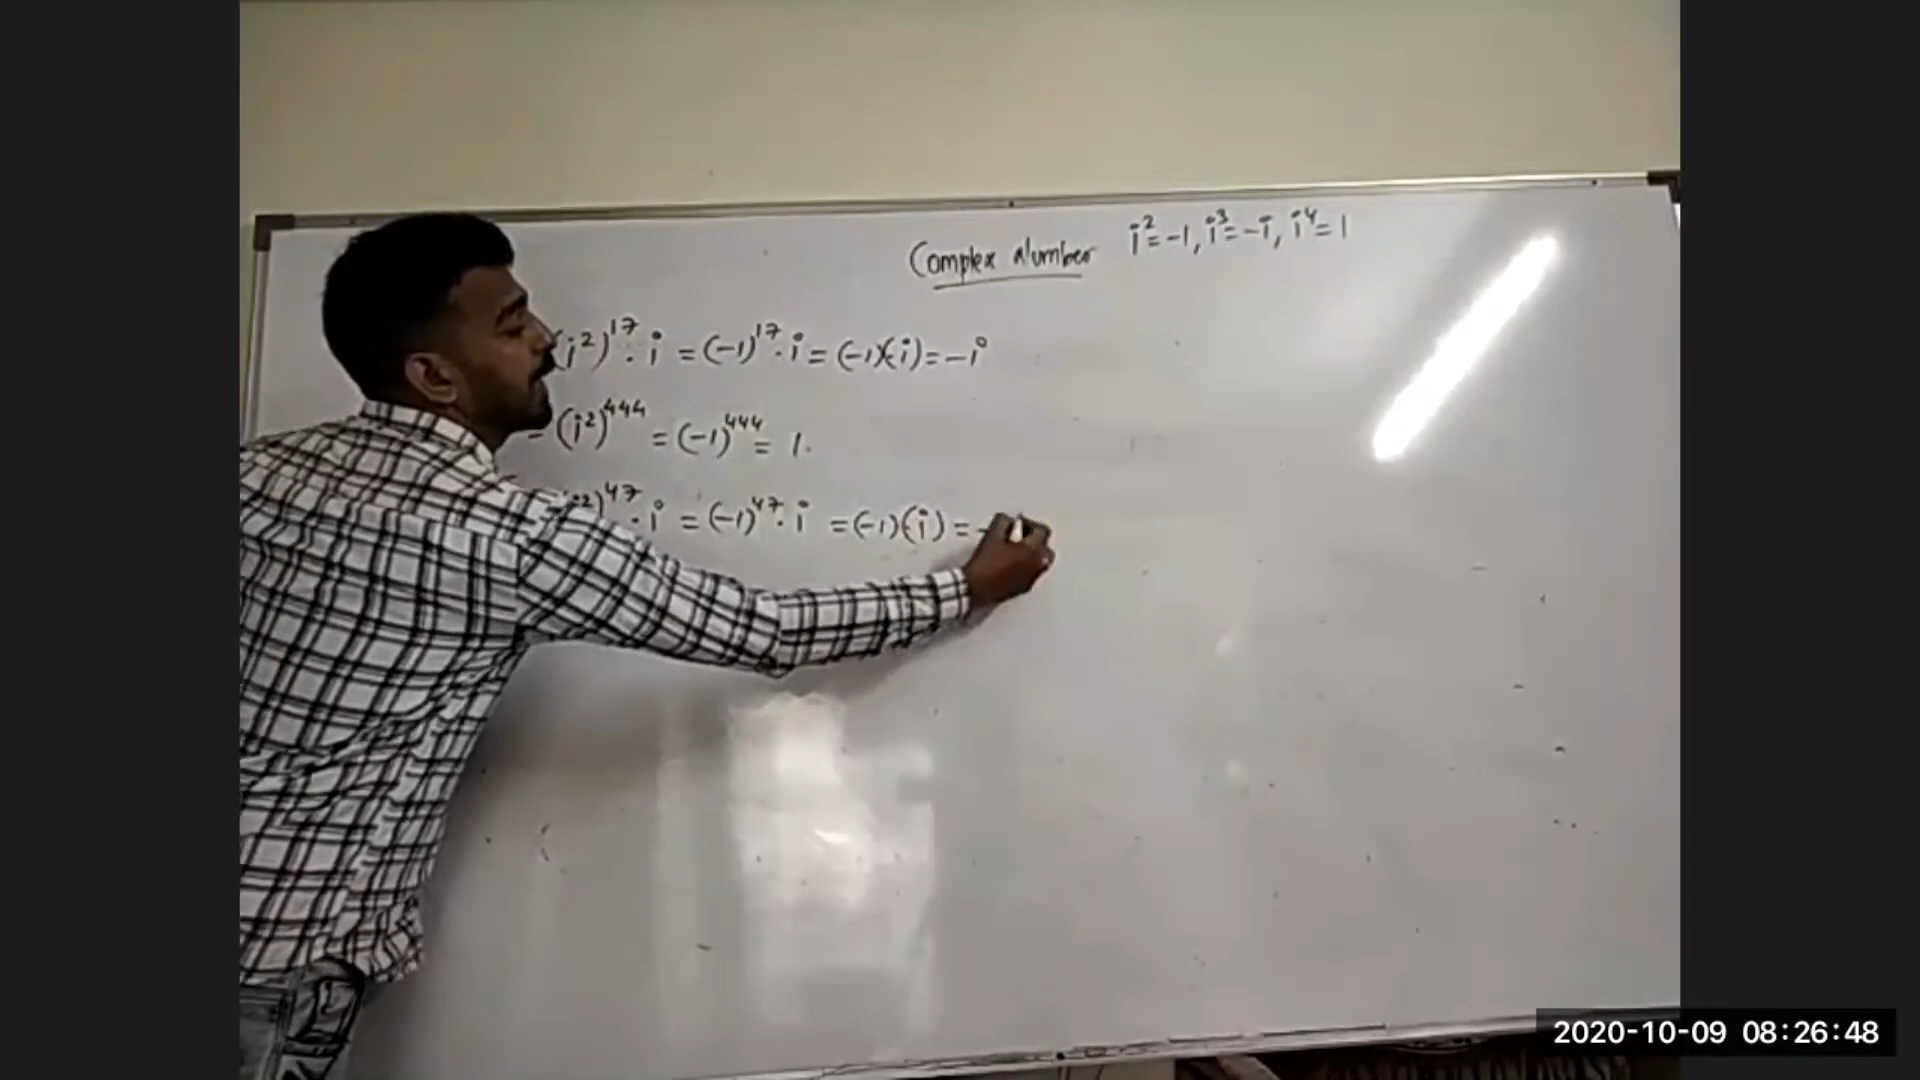 Complex Number i²=-1, i³=-i, i⁴=1
(i²)¹⁷·i = (-1)¹⁷·i = (-1)(i) = -i
= (i²)⁴⁴⁴ = (-1)⁴⁴⁴ = 1.
(i²)⁴⁷·i = (-1)⁴⁷·i = (-1)(i) = -
2020-10-09 08:26:48